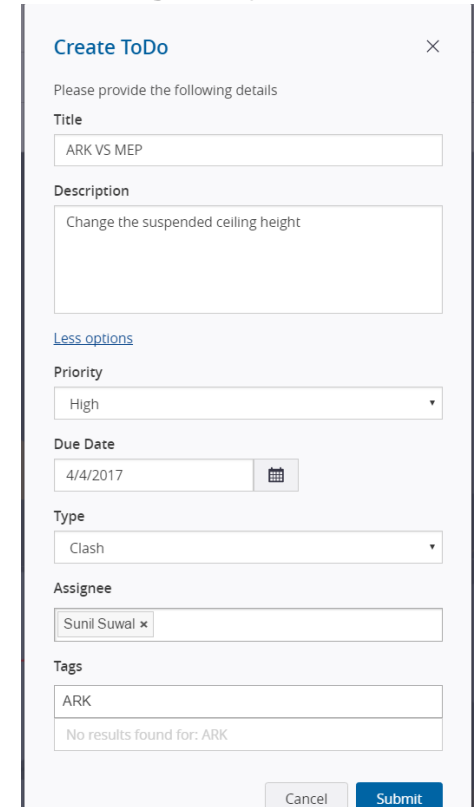 Create ToDo
Please provide the following details
Title
ARK VS MEP
Description
Change the suspended ceiling height
Less options
Priority
High
Due Date
4/4/2017
Type
Clash
Assignee
Sunil Suwal ×
Tags
ARK
No results found for: ARK
Cancel Submit